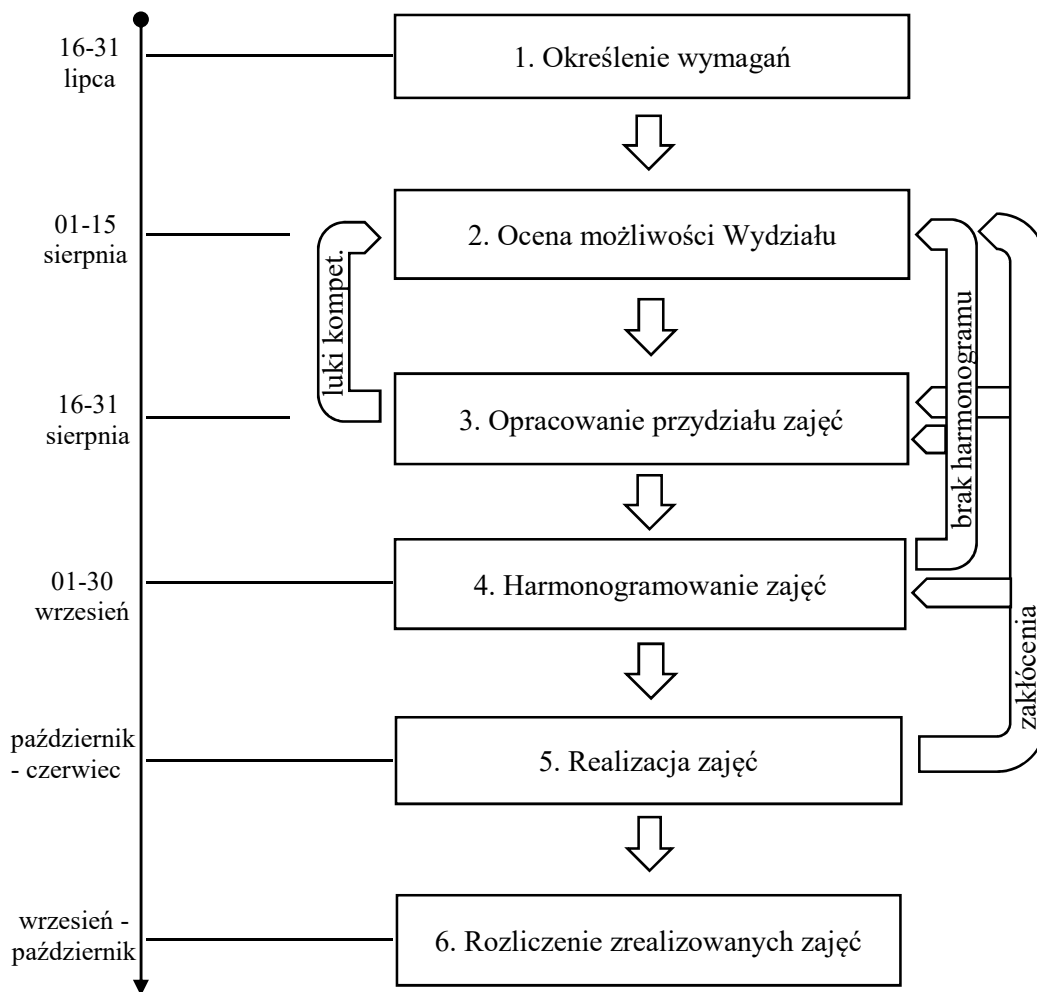 16-31
lipca
1. Określenie wymagań
01-15
sierpnia
2. Ocena możliwości Wydziału
luki kompet.
brak harmonogramu
16-31
sierpnia
3. Opracowanie przydziału zajęć
01-30
wrzesień
4. Harmonogramowanie zajęć
zakłócenia
październik
- czerwiec
5. Realizacja zajęć
wrzesień -
październik
6. Rozliczenie zrealizowanych zajęć